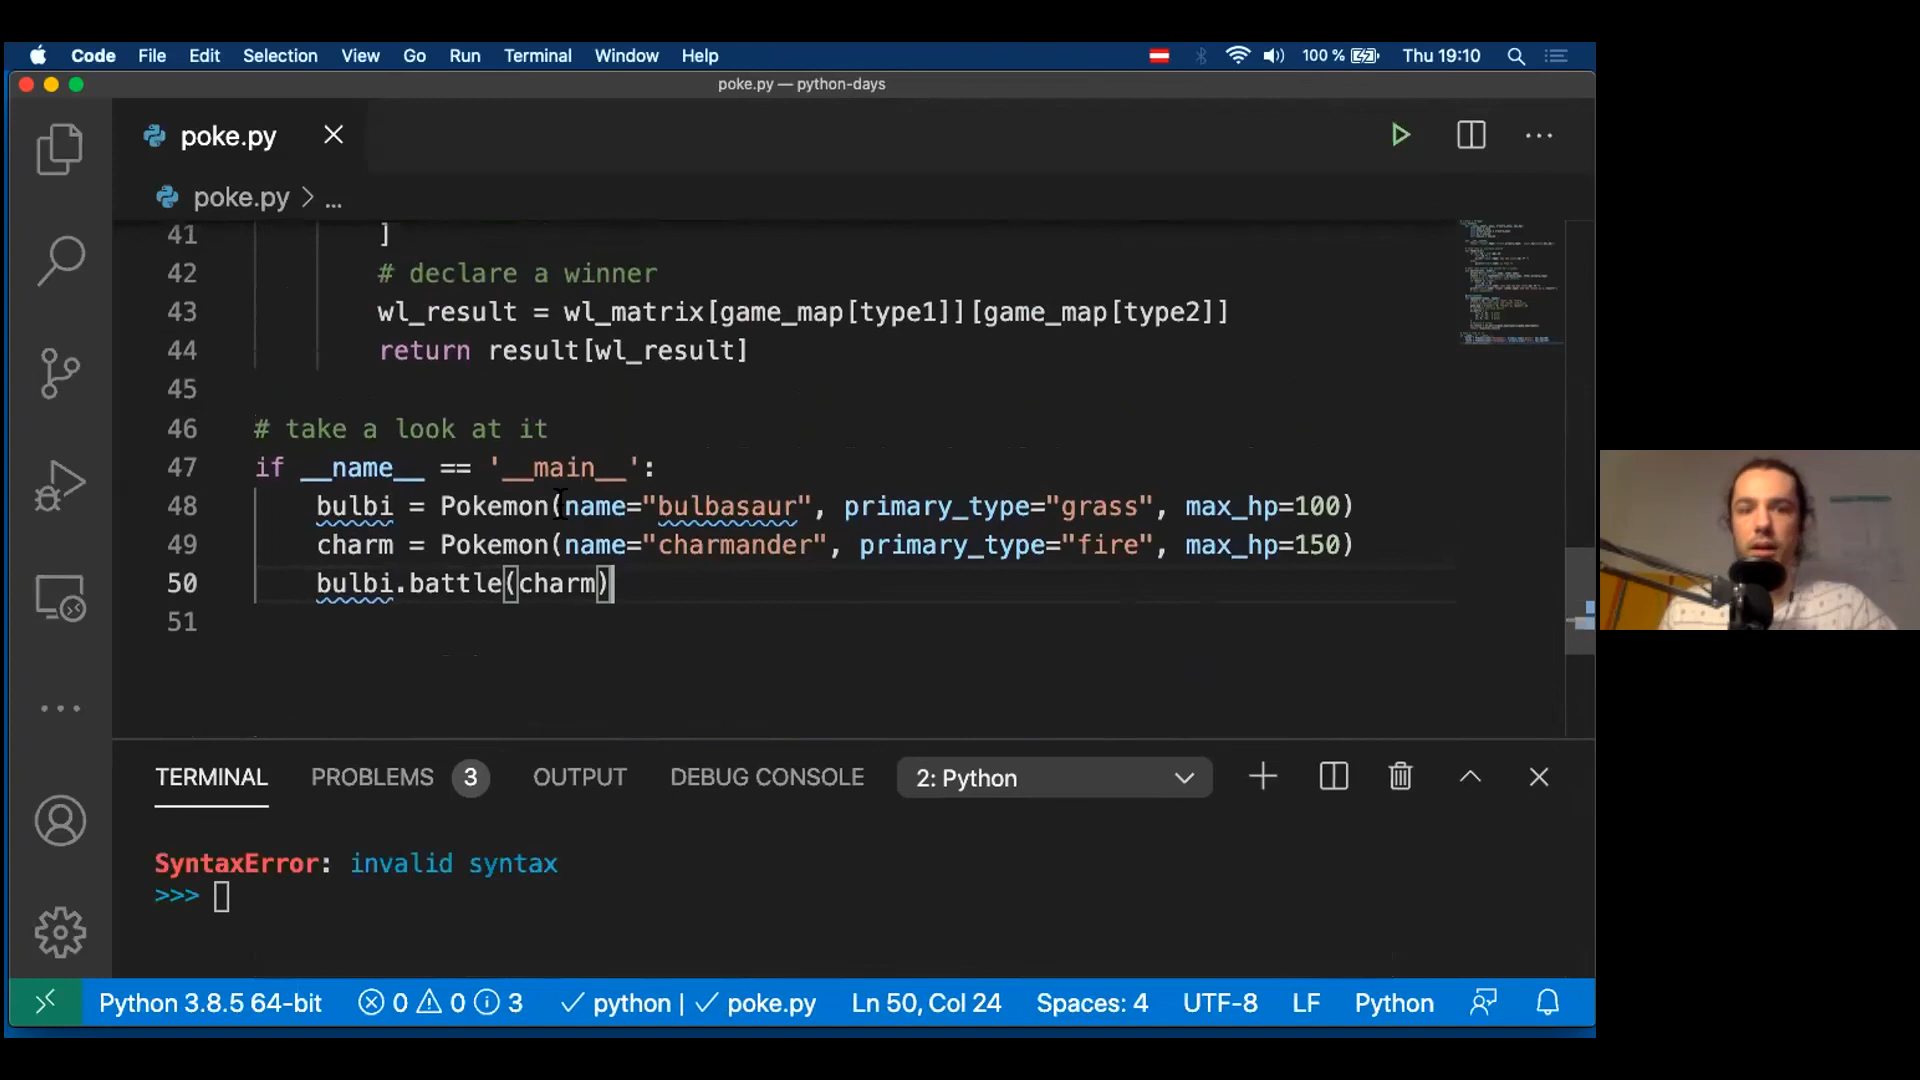 Code File Edit Selection View Go Run Terminal Window Help 100 % Thu 19:10
poke.py — python-days
poke.py
poke.py > ...
41 ]
42 # declare a winner
43 wl_result = wl_matrix[game_map[type1]][game_map[type2]]
44 return result[wl_result]
45
46 # take a look at it
47 if __name__ == '__main__':
48 bulbi = Pokemon(name="bulbasaur", primary_type="grass", max_hp=100)
49 charm = Pokemon(name="charmander", primary_type="fire", max_hp=150)
50 bulbi.battle(charm)
51
TERMINAL PROBLEMS 3 OUTPUT DEBUG CONSOLE 2: Python
SyntaxError: invalid syntax
>>>
Python 3.8.5 64-bit 0 0 3 python | poke.py Ln 50, Col 24 Spaces: 4 UTF-8 LF Python